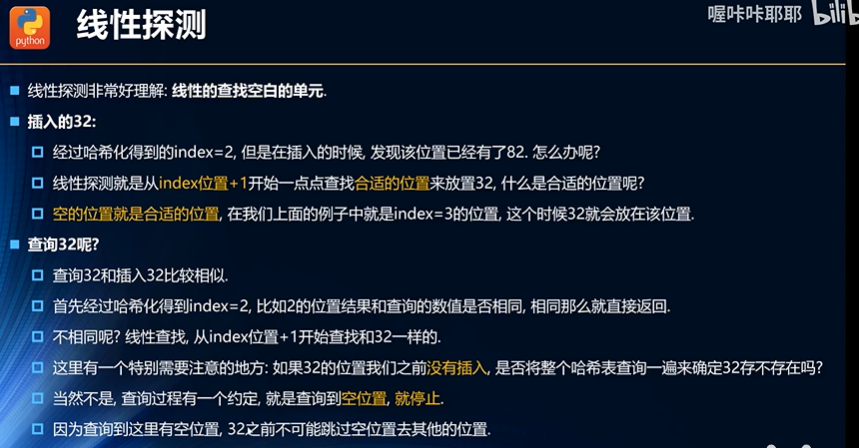 python
线性探测
喔咔咔耶耶
线性探测非常好理解: 线性的查找空白的单元.
插入的32:
经过哈希化得到的index=2, 但是在插入的时候, 发现该位置已经有了82. 怎么办呢?
线性探测就是从index位置+1开始一点点查找合适的位置来放置32, 什么是合适的位置呢?
空的位置就是合适的位置, 在我们上面的例子中就是index=3的位置, 这个时候32就会放在该位置.
查询32呢?
查询32和插入32比较相似.
首先经过哈希化得到index=2, 比如2的位置结果和查询的数值是否相同, 相同那么就直接返回.
不相同呢? 线性查找, 从index位置+1开始查找和32一样的.
这里有一个特别需要注意的地方: 如果32的位置我们之前没有插入, 是否将整个哈希表查询一遍来确定32存不存在吗?
当然不是, 查询过程有一个约定, 就是查询到空位置, 就停止.
因为查询到这里有空位置, 32之前不可能跳过空位置去其他的位置.